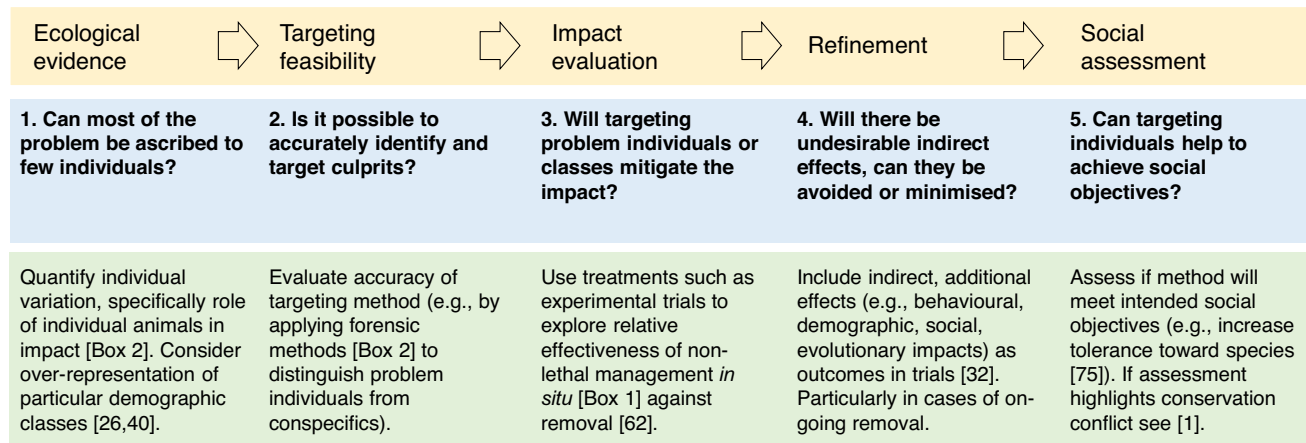 Ecological
evidence
Targeting
feasibility
Impact
evaluation
Refinement
Social
assessment
1. Can most of the
problem be ascribed to
few individuals?
2. Is it possible to
accurately identify and
target culprits?
3. Will targeting
problem individuals or
classes mitigate the
impact?
4. Will there be
undesirable indirect
effects, can they be
avoided or minimised?
5. Can targeting
individuals help to
achieve social
objectives?
Quantify individual
variation, specifically role
of individual animals in
impact [Box 2]. Consider
over-representation of
particular demographic
classes [26,40].
Evaluate accuracy of
targeting method (e.g., by
applying forensic
methods [Box 2] to
distinguish problem
individuals from
conspecifics).
Use treatments such as
experimental trials to
explore relative
effectiveness of non-
lethal management in
situ [Box 1] against
removal [62].
Include indirect, additional
effects (e.g., behavioural,
demographic, social,
evolutionary impacts) as
outcomes in trials [32].
Particularly in cases of on-
going removal.
Assess if method will
meet intended social
objectives (e.g., increase
tolerance toward species
[75]). If assessment
highlights conservation
conflict see [1].